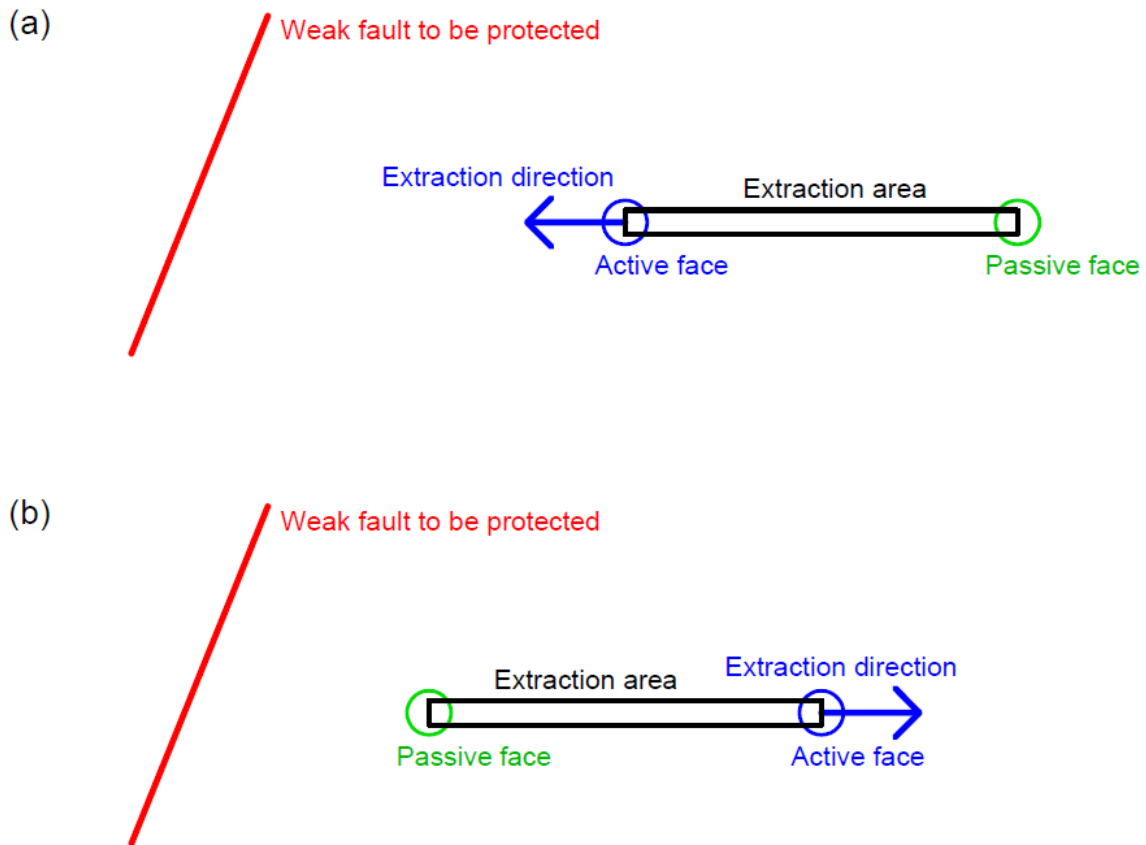 (a)
Weak fault to be protected
Extraction direction
Extraction area
Active face
Passive face
(b)
Weak fault to be protected
Extraction area
Extraction direction
Passive face
Active face